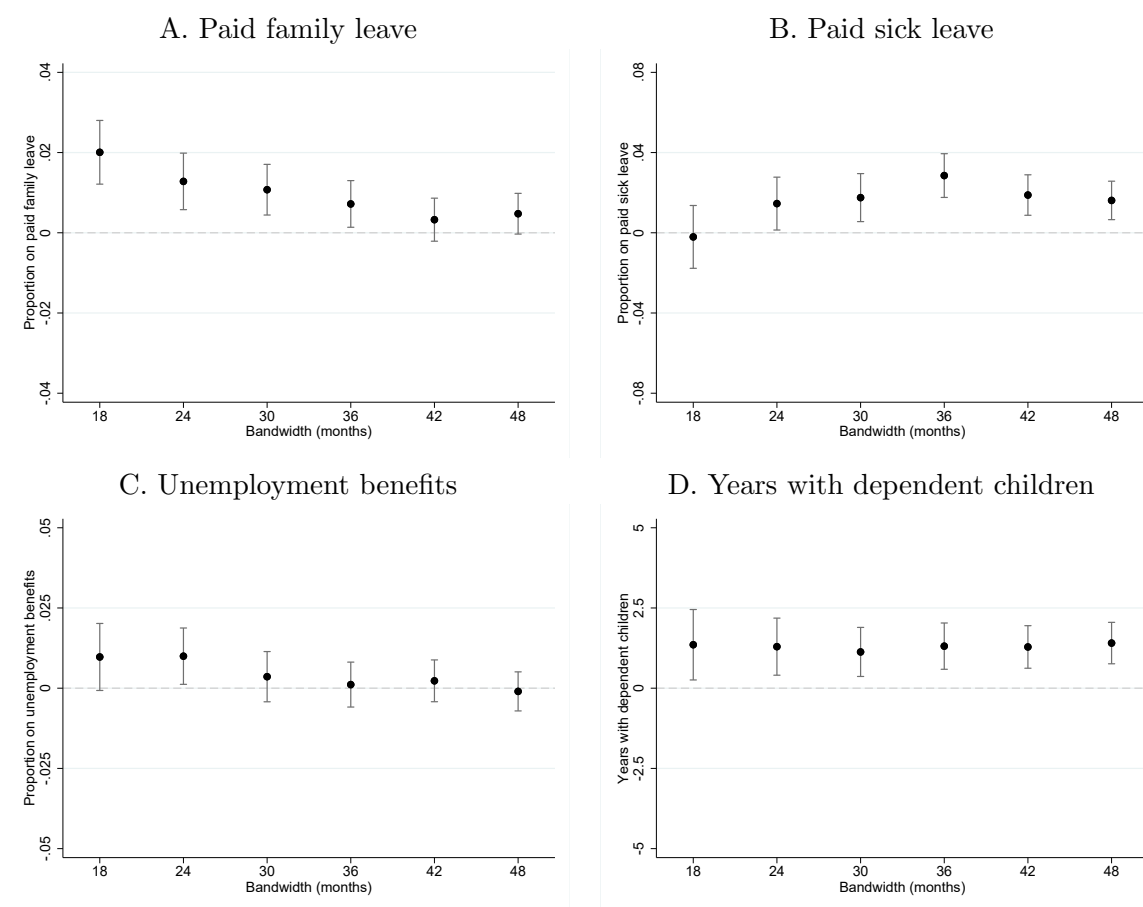 A. Paid family leave
Proportion on paid family leave
.04
.02
0
-.02
-.04
18 24 30 36 42 48
Bandwidth (months)
B. Paid sick leave
Proportion on paid sick leave
.08
.04
0
-.04
-.08
18 24 30 36 42 48
Bandwidth (months)
C. Unemployment benefits
Proportion on unemployment benefits
.05
.025
0
-.025
-.05
18 24 30 36 42 48
Bandwidth (months)
D. Years with dependent children
Years with dependent children
5
2.5
0
-2.5
-5
18 24 30 36 42 48
Bandwidth (months)